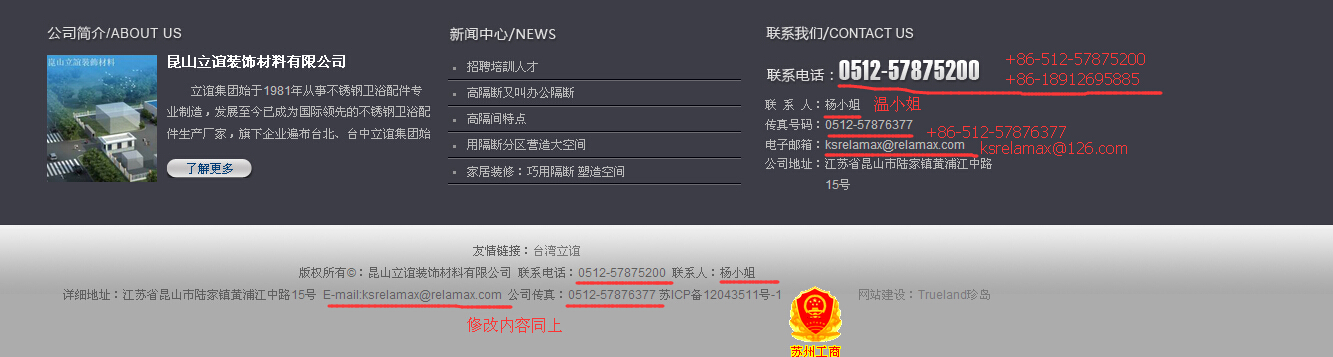 公司简介/ABOUT US
崑山立谊装飾材料
昆山立谊装饰材料有限公司
立谊集团始于1981年从事不锈钢卫浴配件专
业制造，发展至今已成为国际领先的不锈钢卫浴配
件生产厂家，旗下企业遍布台北、台中立谊集团始
了解更多
新闻中心/NEWS
招聘培訓人才
高隔断又叫办公隔断
高隔间特点
用隔断分区营造大空间
家居装修：巧用隔断 塑造空间
联系我们/CONTACT US
联系电话：0512-57875200
+86-512-57875200
+86-18912695885
联 系 人：杨小姐 温小姐
传真号码：0512-57876377 +86-512-57876377
电子邮箱：ksrelamax@relamax.com ksrelamax@126.com
公司地址：江苏省昆山市陆家镇黄浦江中路
15号
友情链接：台湾立谊
版权所有©：昆山立谊装饰材料有限公司 联系电话：0512-57875200 联系人：杨小姐
详细地址：江苏省昆山市陆家镇黄浦江中路15号 E-mail:ksrelamax@relamax.com 公司传真：0512-57876377 苏ICP备12043511号-1
网站建设：Trueland珍岛
修改内容同上
苏州工商